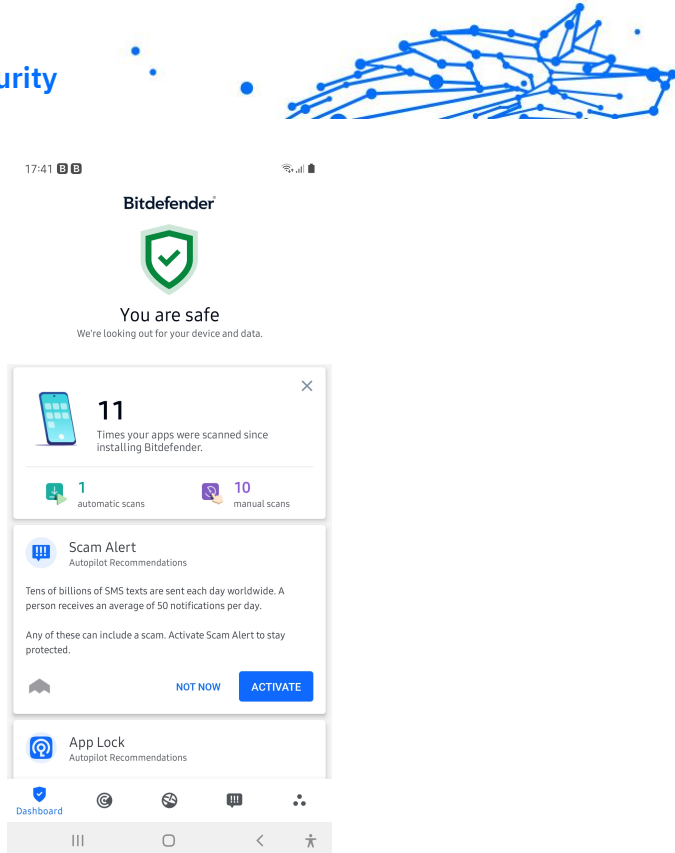 urity
17:41 B B
Bitdefender®
You are safe
We're looking out for your device and data.
11
Times your apps were scanned since
installing Bitdefender.
1
automatic scans
10
manual scans
Scam Alert
Autopilot Recommendations
Tens of billions of SMS texts are sent each day worldwide. A
person receives an average of 50 notifications per day.
Any of these can include a scam. Activate Scam Alert to stay
protected.
NOT NOW
ACTIVATE
App Lock
Autopilot Recommendations
Dashboard